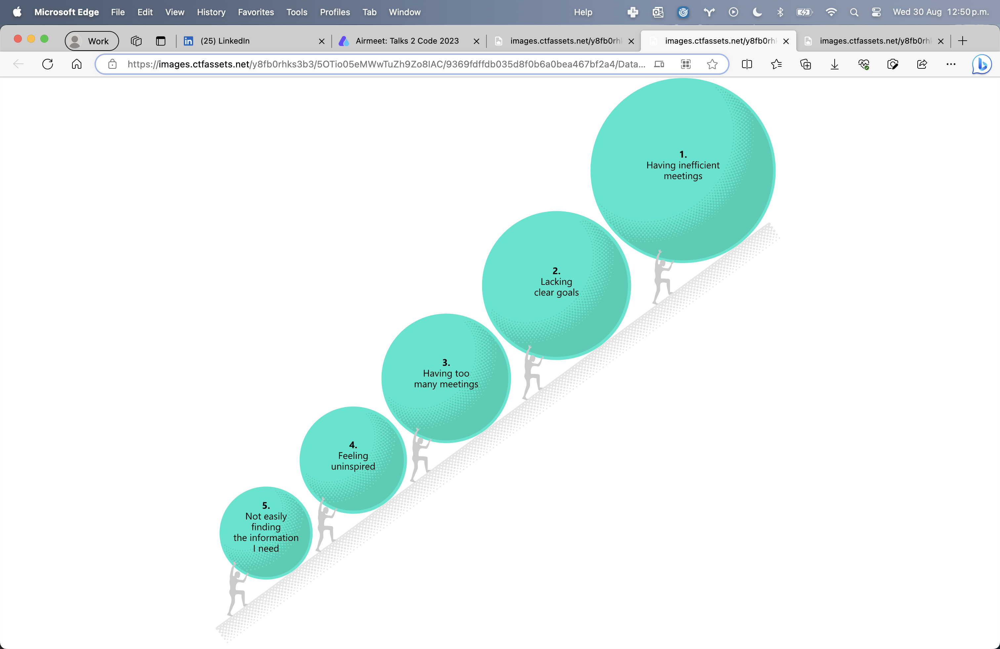 Microsoft Edge File Edit View History Favorites Tools Profiles Tab Window Help Wed 30 Aug 12:50 p.m.
Work (25) LinkedIn Airmeet: Talks 2 Code 2023 images.ctfassets.net/y8fb0rh images.ctfassets.net/y8fb0rh images.ctfassets.net/y8fb0rh
https://images.ctfassets.net/y8fb0rhks3b3/5OTio05eMWwTuZh9Zo8lAC/9369fdffdb035d8f0b6a0bea467bf2a4/Data...
1.
Having inefficient
meetings
2.
Lacking
clear goals
3.
Having too
many meetings
4.
Feeling
uninspired
5.
Not easily
finding
the information
I need